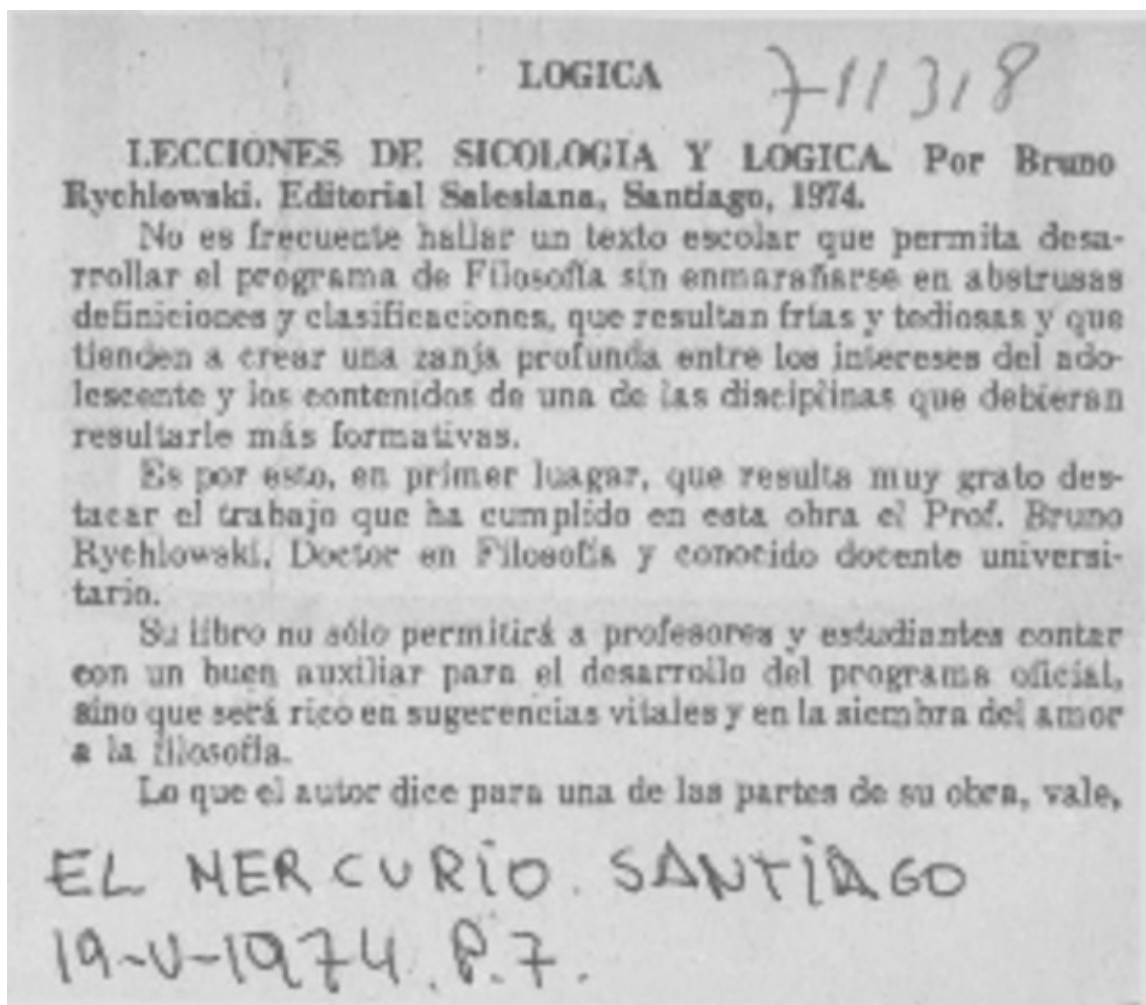 LOGICA
711318
LECCIONES DE SICOLOGIA Y LOGICA. Por Bruno
Rychlowski. Editorial Salesiana, Santiago, 1974.
No es frecuente hallar un texto escolar que permita desa-
rrollar el programa de Filosofía sin enmarañarse en abstrusas
definiciones y clasificaciones, que resultan frías y tediosas y que
tienden a crear una zanja profunda entre los intereses del ado-
lescente y los contenidos de una de las disciplinas que debieran
resultarle más formativas.
Es por esto, en primer luagar, que resulta muy grato des-
tacar el trabajo que ha cumplido en esta obra el Prof. Bruno
Rychlowski, Doctor en Filosofía y conocido docente universi-
tario.
Su libro no sólo permitirá a profesores y estudiantes contar
con un buen auxiliar para el desarrollo del programa oficial,
sino que será rico en sugerencias vitales y en la siembra del amor
a la filosofía.
Lo que el autor dice para una de las partes de su obra, vale,
EL MERCURIO. SANTIAGO
19-V-1974. P.7.